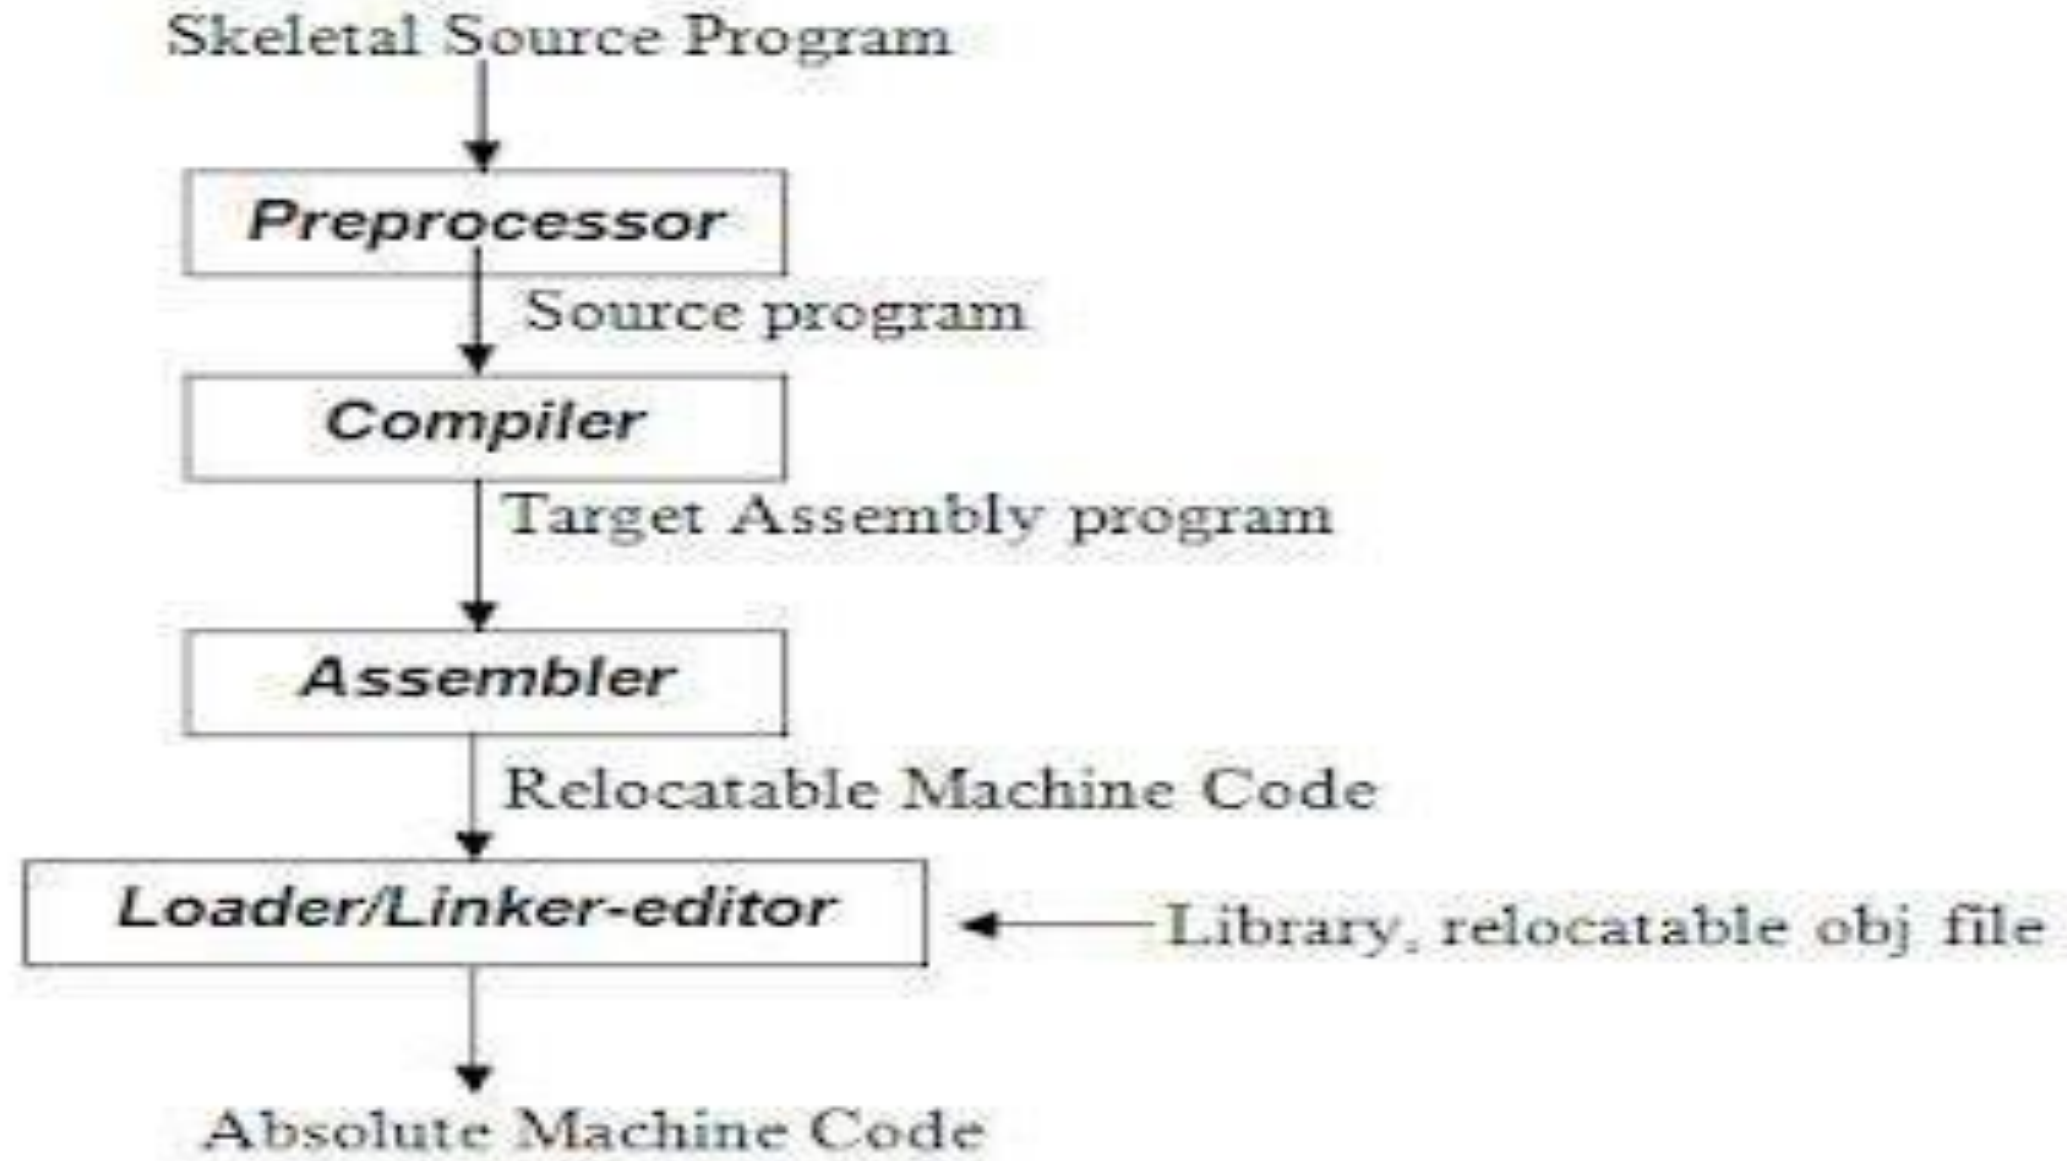 Skeletal Source Program
Preprocessor
Source program
Compiler
Target Assembly program
Assembler
Relocatable Machine Code
Loader/Linker-editor
Library, relocatable obj file
Absolute Machine Code